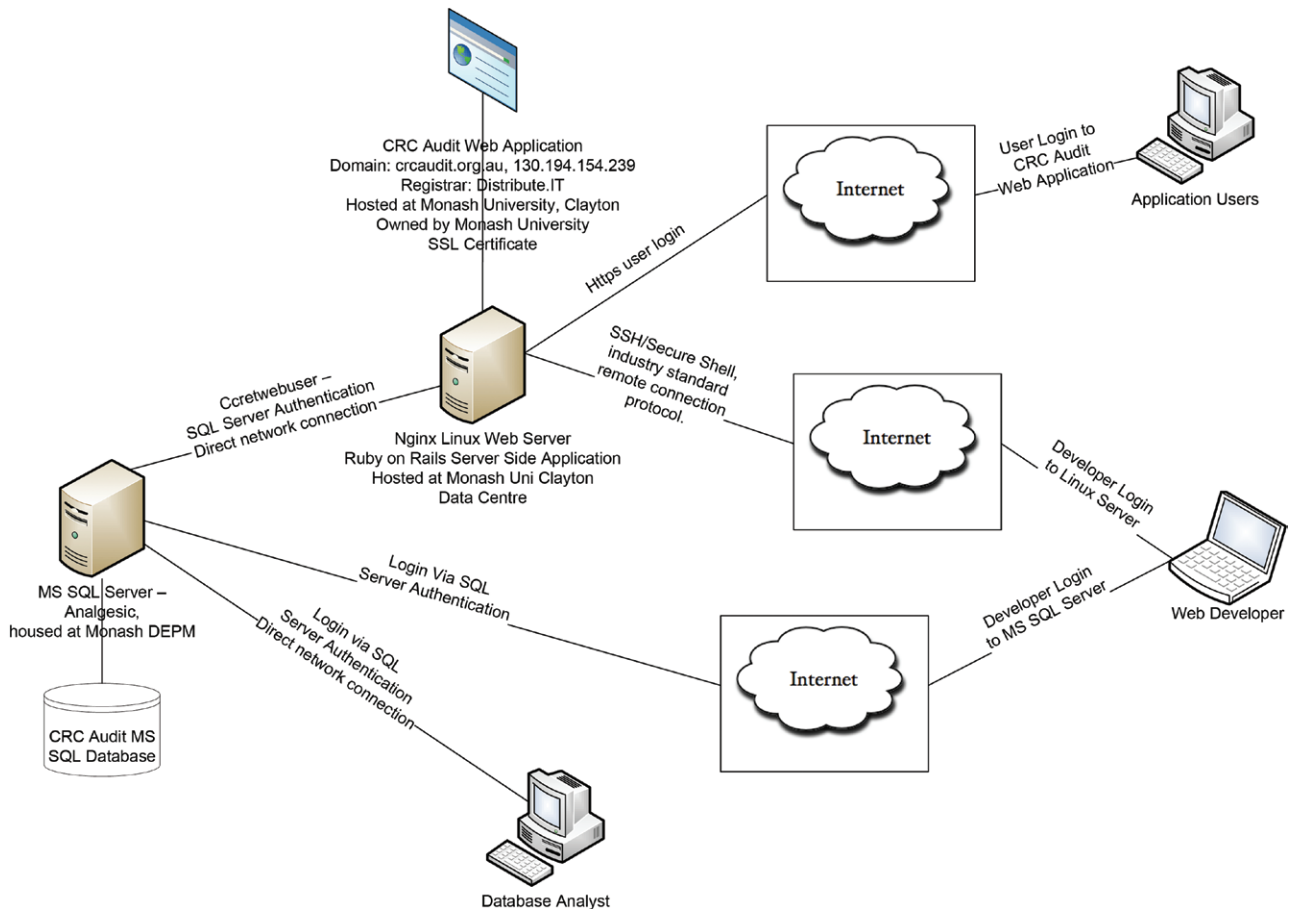 CRC Audit Web Application
Domain: crcaudit.org.au, 130.194.154.239
Registrar: Distribute.IT
Hosted at Monash University, Clayton
Owned by Monash University
SSL Certificate
Internet
User Login to
CRC Audit
Web Application
Application Users
Https user login
SSH/Secure Shell,
industry standard
remote connection
protocol.
Ccretwebuser –
SQL Server Authentication
Direct network connection
Nginx Linux Web Server
Ruby on Rails Server Side Application
Hosted at Monash Uni Clayton
Data Centre
Internet
Developer Login
to Linux Server
MS SQL Server –
Analgesic,
housed at Monash DEPM
Login Via SQL
Server Authentication
Login via SQL
Server Authentication
Direct network connection
Internet
Developer Login
to MS SQL Server
Web Developer
CRC Audit MS
SQL Database
Database Analyst